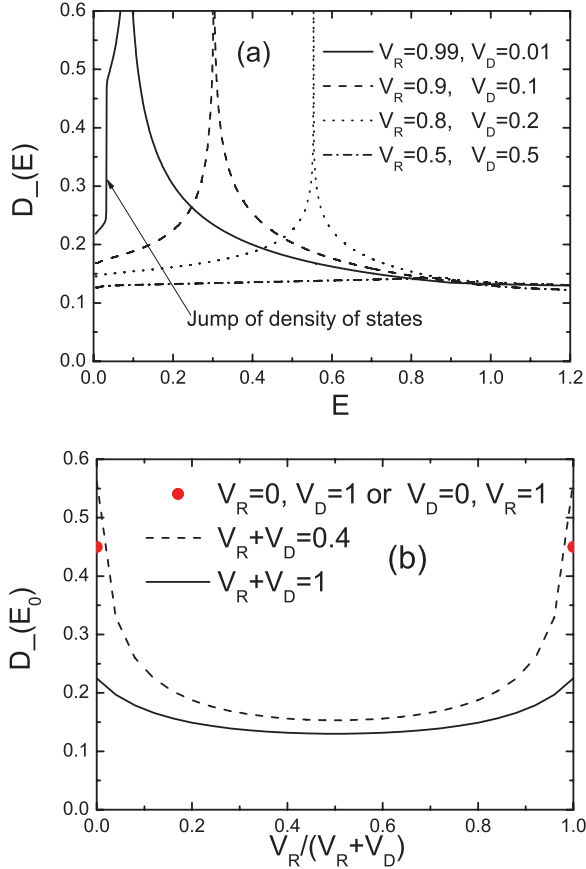 (a)
V_R=0.99, V_D=0.01
V_R=0.9, V_D=0.1
V_R=0.8, V_D=0.2
V_R=0.5, V_D=0.5
D_(E)
0.6
0.5
0.4
0.3
0.2
0.1
0.0
Jump of density of states
0.0 0.2 0.4 0.6 0.8 1.0 1.2
E
V_R=0, V_D=1 or V_D=0, V_R=1
V_R+V_D=0.4
V_R+V_D=1
(b)
D_(E_0)
0.6
0.5
0.4
0.3
0.2
0.1
0.0
0.0 0.2 0.4 0.6 0.8 1.0
V_R/(V_R+V_D)